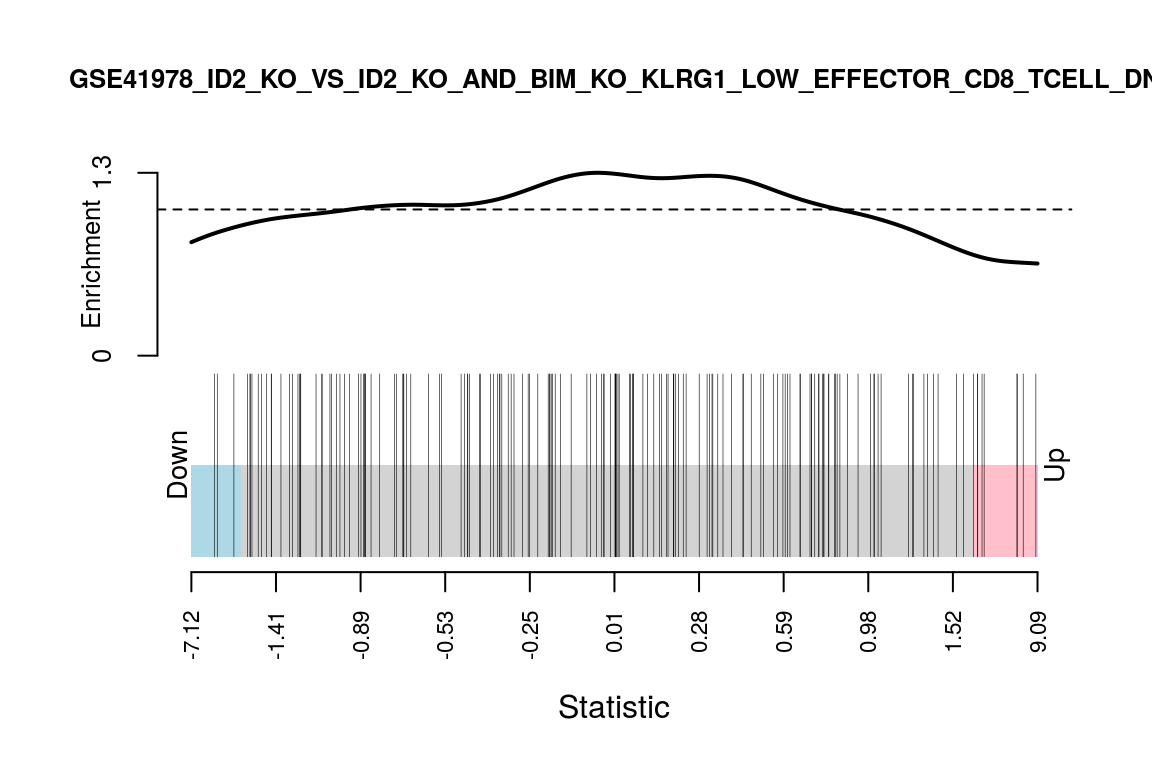 GSE41978_ID2_KO_VS_ID2_KO_AND_BIM_KO_KLRG1_LOW_EFFECTOR_CD8_TCELL_DN
Enrichment
1.3
0
Down
Up
-7.12 -1.41 -0.89 -0.53 -0.25 0.01 0.28 0.59 0.98 1.52 9.09
Statistic